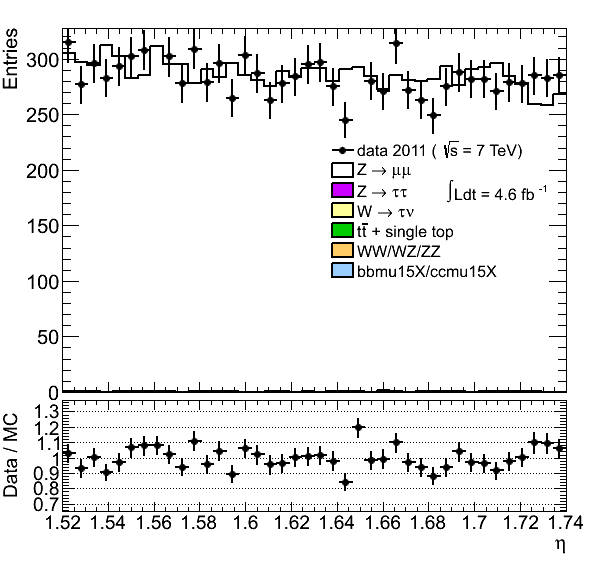 Entries
300
250
200
150
100
50
0
data 2011 ( √s = 7 TeV)
Z → μμ
Z → ττ
∫Ldt = 4.6 fb⁻¹
W → τν
tt̅ + single top
WW/WZ/ZZ
bbmu15X/ccmu15X
Data / MC
1.3
1.2
1.1
1
0.9
0.8
0.7
1.52 1.54 1.56 1.58 1.6 1.62 1.64 1.66 1.68 1.7 1.72 1.74
η